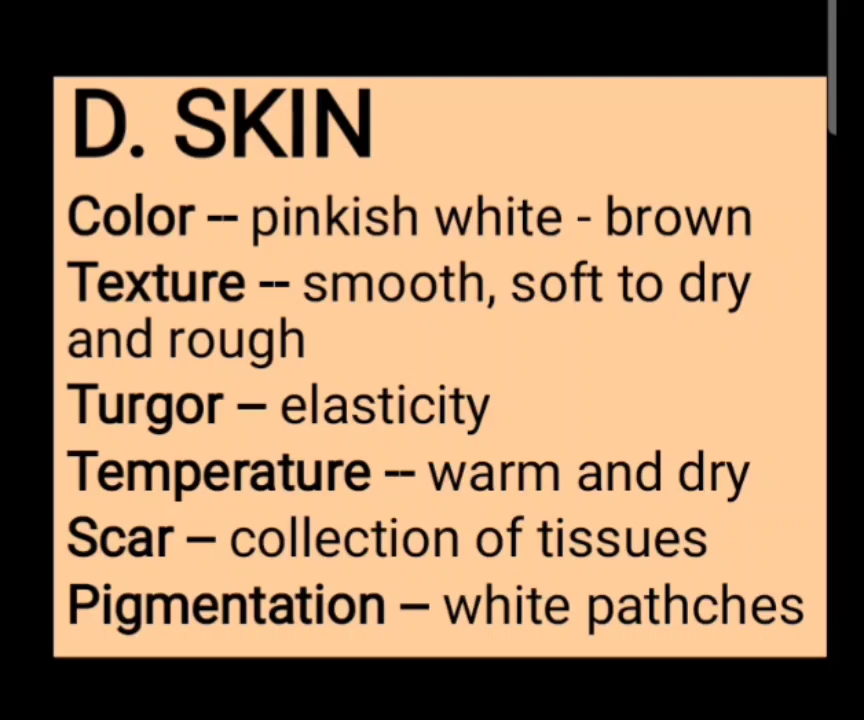 D. SKIN
Color -- pinkish white - brown
Texture -- smooth, soft to dry
and rough
Turgor – elasticity
Temperature -- warm and dry
Scar – collection of tissues
Pigmentation – white pathches